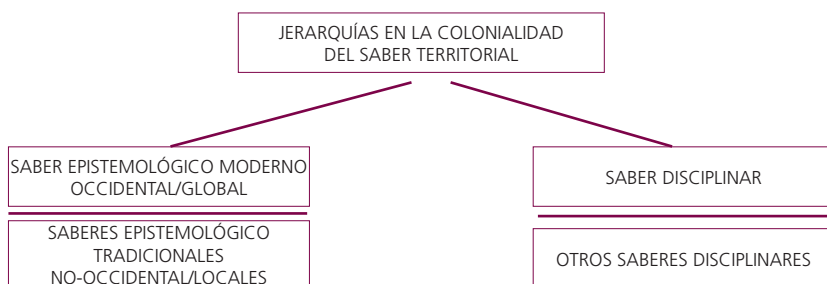 JERARQUÍAS EN LA COLONIALIDAD
DEL SABER TERRITORIAL
SABER EPISTEMOLÓGICO MODERNO
OCCIDENTAL/GLOBAL
SABERES EPISTEMOLÓGICO
TRADICIONALES
NO-OCCIDENTAL/LOCALES
SABER DISCIPLINAR
OTROS SABERES DISCIPLINARES